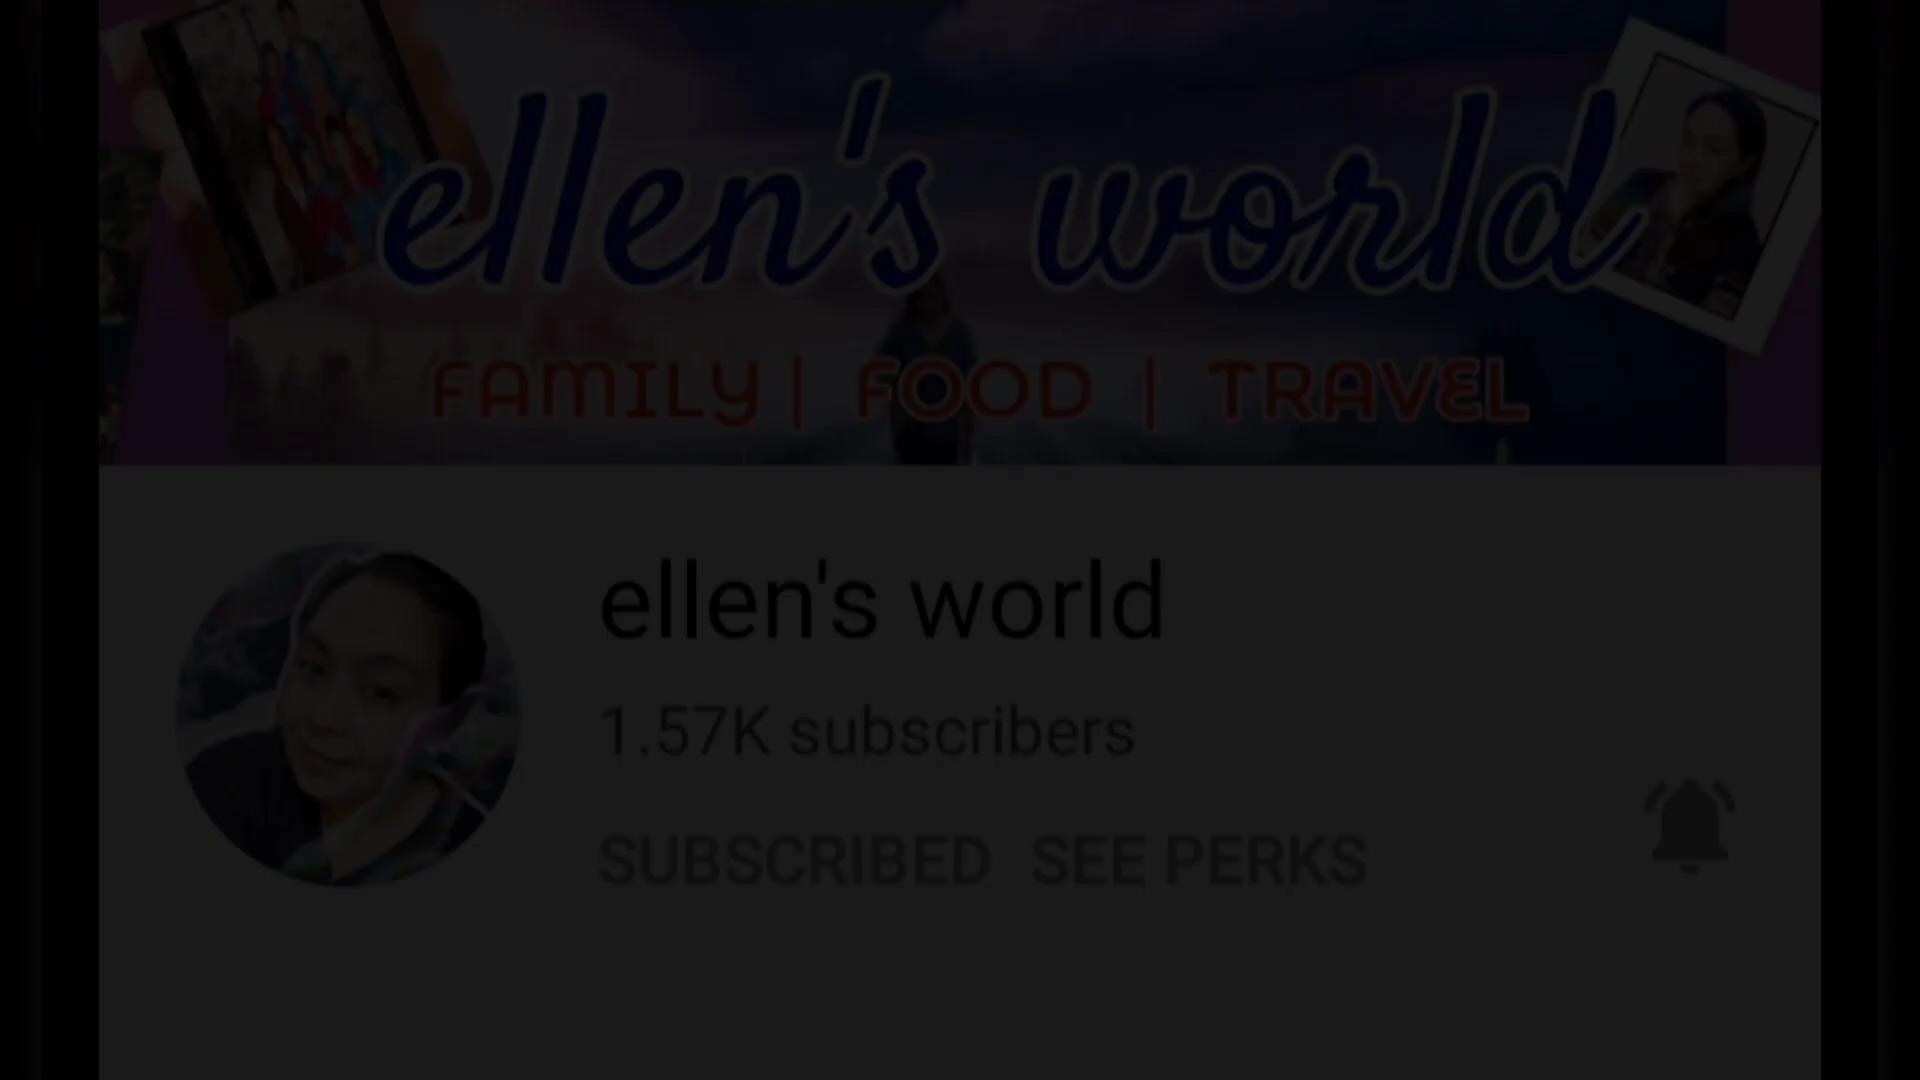 ellen's world
FAMILY | FOOD | TRAVEL
ellen's world
1.57K subscribers
SUBSCRIBED SEE PERKS